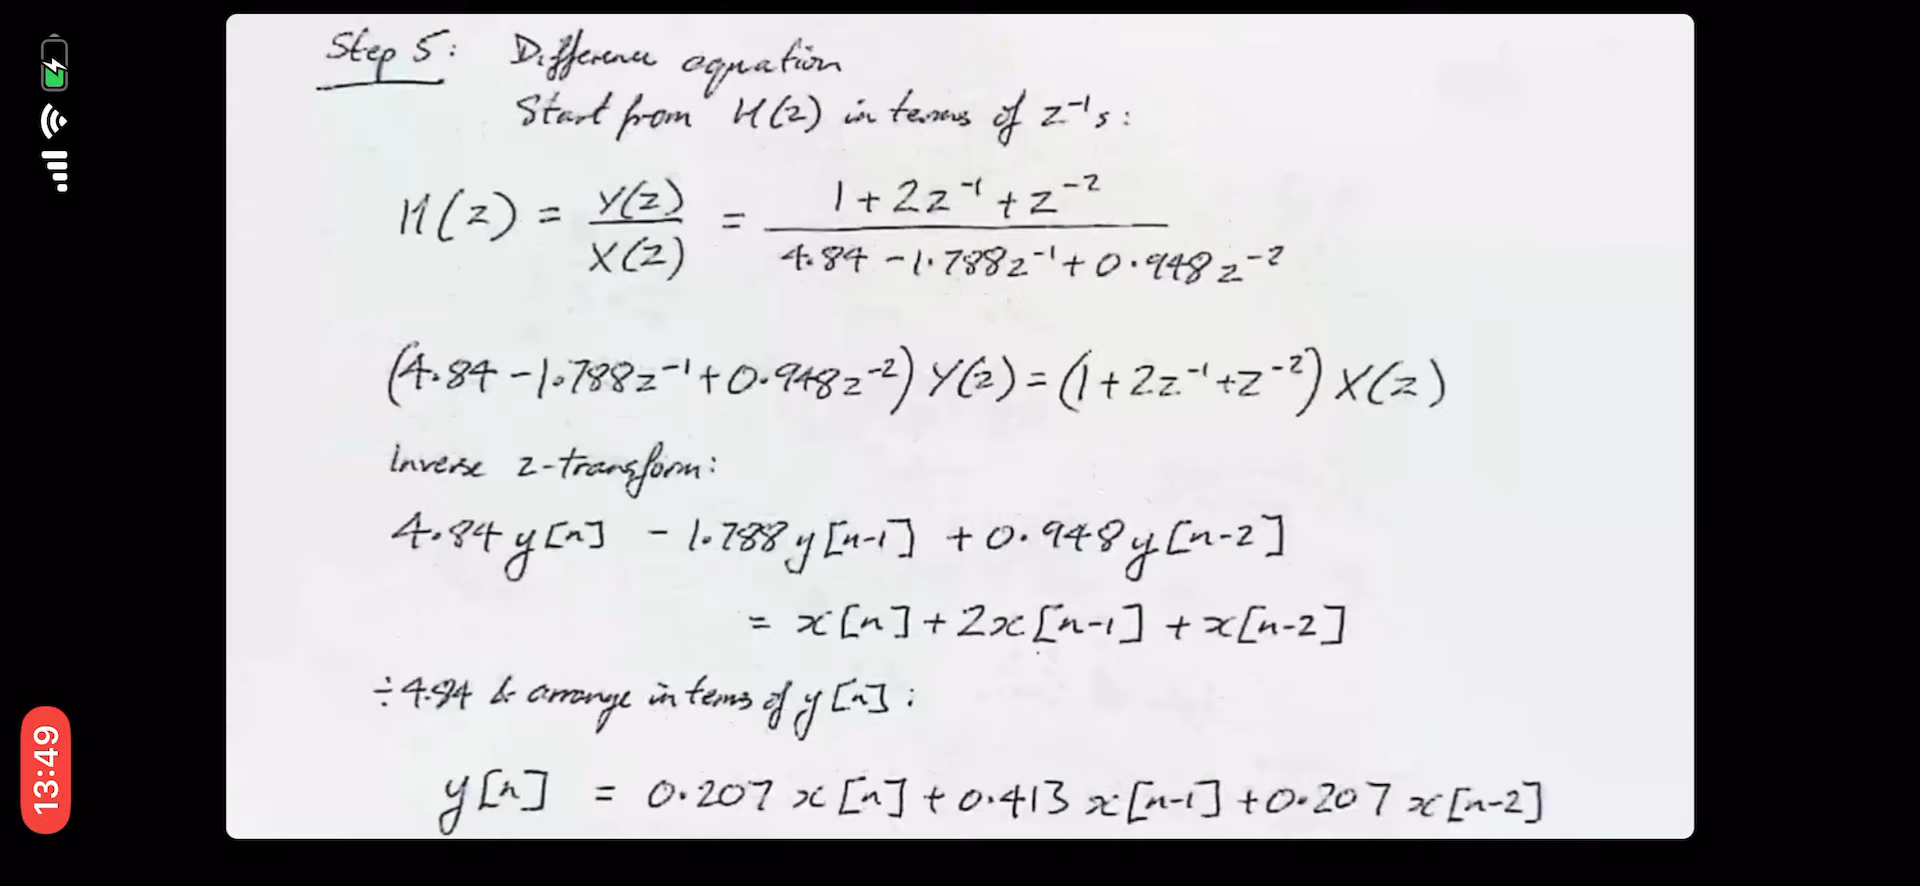 Step 5: Difference equation
Start from H(z) in terms of z⁻¹s:
H(z) = Y(z)/X(z) = (1 + 2z⁻¹ + z⁻²)/(4.84 - 1.788z⁻¹ + 0.948z⁻²)
(4.84 - 1.788z⁻¹ + 0.948z⁻²) Y(z) = (1 + 2z⁻¹ + z⁻²) X(z)
Inverse z-transform:
4.84 y[n] - 1.788 y[n-1] + 0.948 y[n-2]
= x[n] + 2x[n-1] + x[n-2]
÷ 4.84 & arrange in terms of y[n]:
y[n] = 0.207 x[n] + 0.413 x[n-1] + 0.207 x[n-2]
13:49